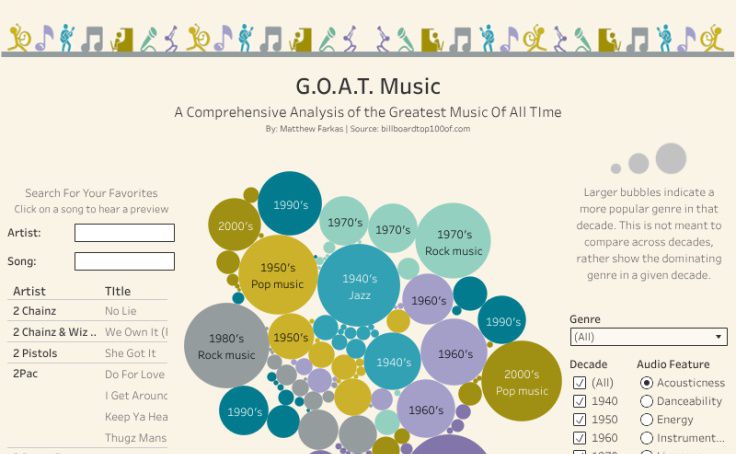 G.O.A.T. Music
A Comprehensive Analysis of the Greatest Music Of All TIme
By: Matthew Farkas | Source: billboardtop100of.com
Search For Your Favorites
Click on a song to hear a preview
Artist:
Song:
Artist TItle
2 Chainz No Lie
2 Chainz & Wiz .. We Own It (
2 Pistols She Got It
2Pac Do For Love
I Get Around
Keep Ya Hea
Thugz Mans
1990's
2000's
1970's
1970's
1970's
Rock music
1950's
Pop music
1940's
Jazz
1960's
1990's
1980's
Rock music
1950's
1940's
1960's
2000's
Pop music
1990's
1960's
Larger bubbles indicate a
more popular genre in that
decade. This is not meant to
compare across decades,
rather show the dominating
genre in a given decade.
Genre
(All)
Decade
(All)
1940
1950
1960
Audio Feature
Acousticness
Danceability
Energy
Instrument...